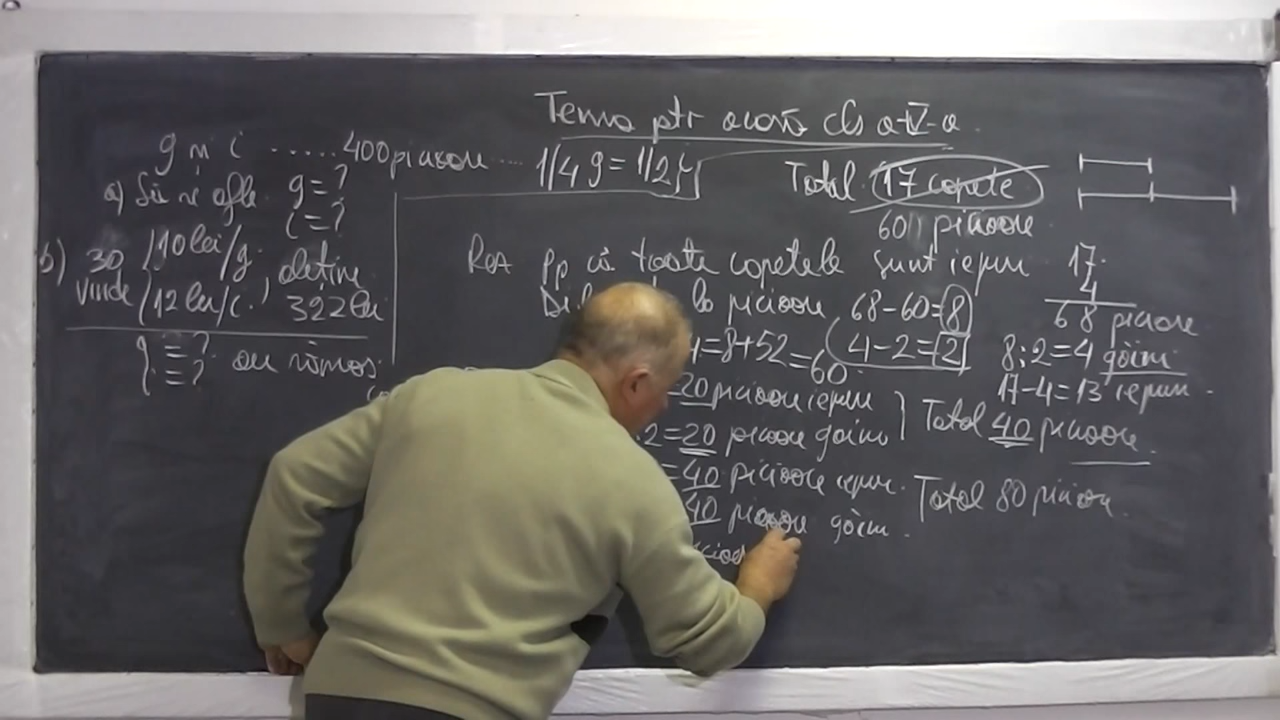 Tema ptr acasă cls a-IV-a
g și i ..... 400 picioare .... 1/4 g = 1/2 i
a) Să se afle g = ?
i = ?
b) 30 10 lei/g. obține
vinde 12 lei/i. 392 lei
g = ? au rămas.
i = ?
Total 17 capete
60 picioare
Rez Pp că toate capetele sunt iepuri
17
4
68 picioare
la picioare 68-60=8
4=8+52=60
4-2=2
8:2=4 găini
17-4=13 iepuri
=20 picioare iepuri
2=20 picioare găini
Total 40 picioare
=40 picioare iepuri.
40 picioare găini.
Total 80 picioare